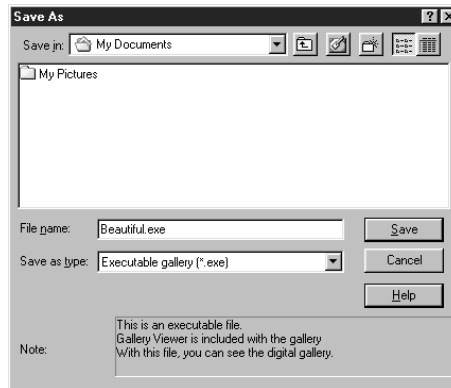 Save As
Save in: My Documents
My Pictures
File name: Beautiful.exe Save
Save as type: Executable gallery (*.exe) Cancel
Help
This is an executable file.
Gallery Viewer is included with the gallery
Note: With this file, you can see the digital gallery.